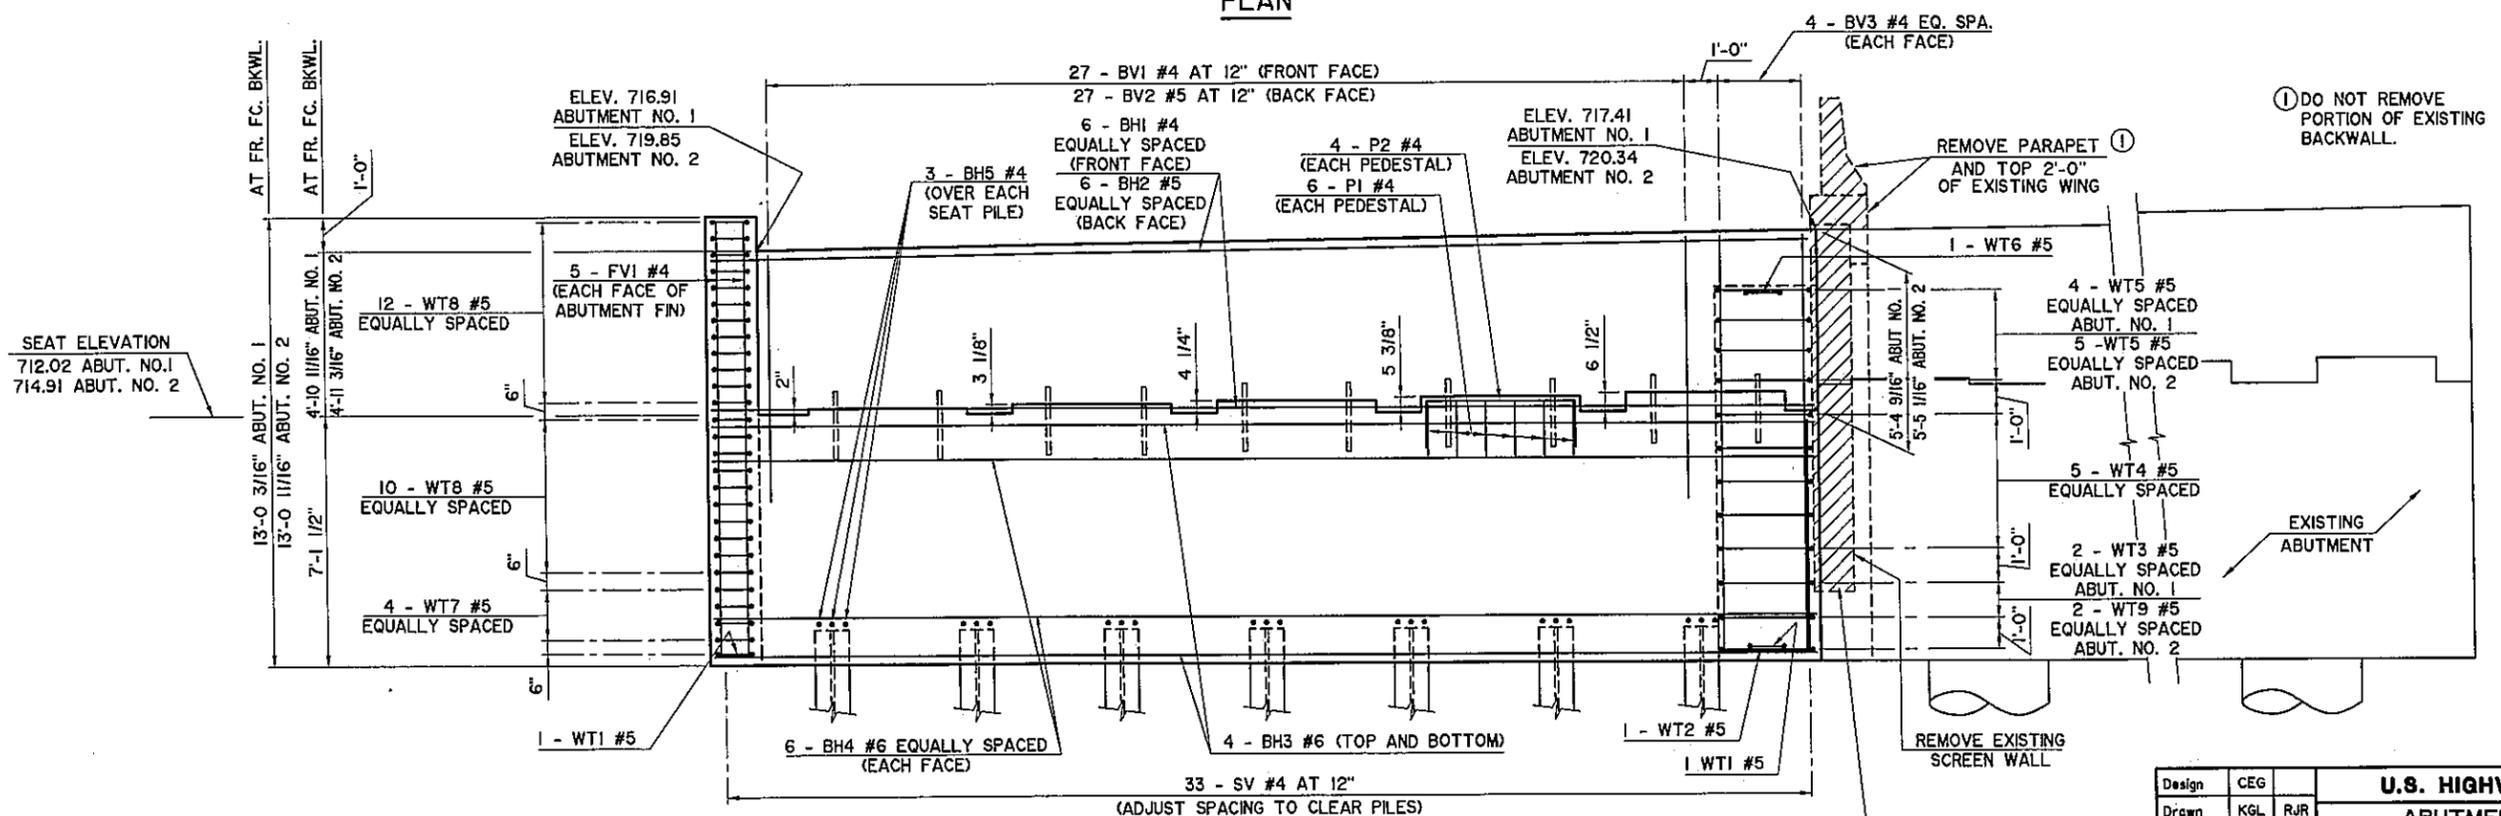 PLAN
4 - BV3 #4 EQ. SPA.
(EACH FACE)
1'-0"
27 - BV1 #4 AT 12" (FRONT FACE)
27 - BV2 #5 AT 12" (BACK FACE)
AT FR. FC. BKWL.
AT FR. FC. BKWL.
1'-0"
ELEV. 716.91
ABUTMENT NO. 1
ELEV. 719.85
ABUTMENT NO. 2
6 - BH1 #4
EQUALLY SPACED
(FRONT FACE)
6 - BH2 #5
EQUALLY SPACED
(BACK FACE)
3 - BH5 #4
(OVER EACH
SEAT PILE)
4 - P2 #4
(EACH PEDESTAL)
6 - P1 #4
(EACH PEDESTAL)
ELEV. 717.41
ABUTMENT NO. 1
ELEV. 720.34
ABUTMENT NO. 2
REMOVE PARAPET ①
AND TOP 2'-0"
OF EXISTING WING
① DO NOT REMOVE
PORTION OF EXISTING
BACKWALL.
1 - WT6 #5
5 - FV1 #4
(EACH FACE OF
ABUTMENT FIN)
12 - WT8 #5
EQUALLY SPACED
SEAT ELEVATION
712.02 ABUT. NO.1
714.91 ABUT. NO. 2
13'-0 3/16" ABUT. NO. 1
13'-0 11/16" ABUT. NO. 2
4'-10 11/16" ABUT. NO. 1
4'-11 3/16" ABUT. NO. 2
7'-1 1/2"
6"
2"
3 1/8"
4 1/4"
5 3/8"
6 1/2"
5'-4 9/16" ABUT NO.
5'-5 1/16" ABUT. NO. 2
4 - WT5 #5
EQUALLY SPACED
ABUT. NO. 1
5 -WT5 #5
EQUALLY SPACED
ABUT. NO. 2
1'-0"
10 - WT8 #5
EQUALLY SPACED
6"
5 - WT4 #5
EQUALLY SPACED
1'-0"
2 - WT3 #5
EQUALLY SPACED
ABUT. NO. 1
2 - WT9 #5
EQUALLY SPACED
ABUT. NO. 2
1'-0"
EXISTING
ABUTMENT
4 - WT7 #5
EQUALLY SPACED
6"
1 - WT1 #5
6 - BH4 #6 EQUALLY SPACED
(EACH FACE)
4 - BH3 #6 (TOP AND BOTTOM)
1 - WT2 #5
1 WT1 #5
REMOVE EXISTING
SCREEN WALL
33 - SV #4 AT 12"
(ADJUST SPACING TO CLEAR PILES)
Design CEG
U.S. HIGHW
Drawn KGL RJR
ABUTMEN